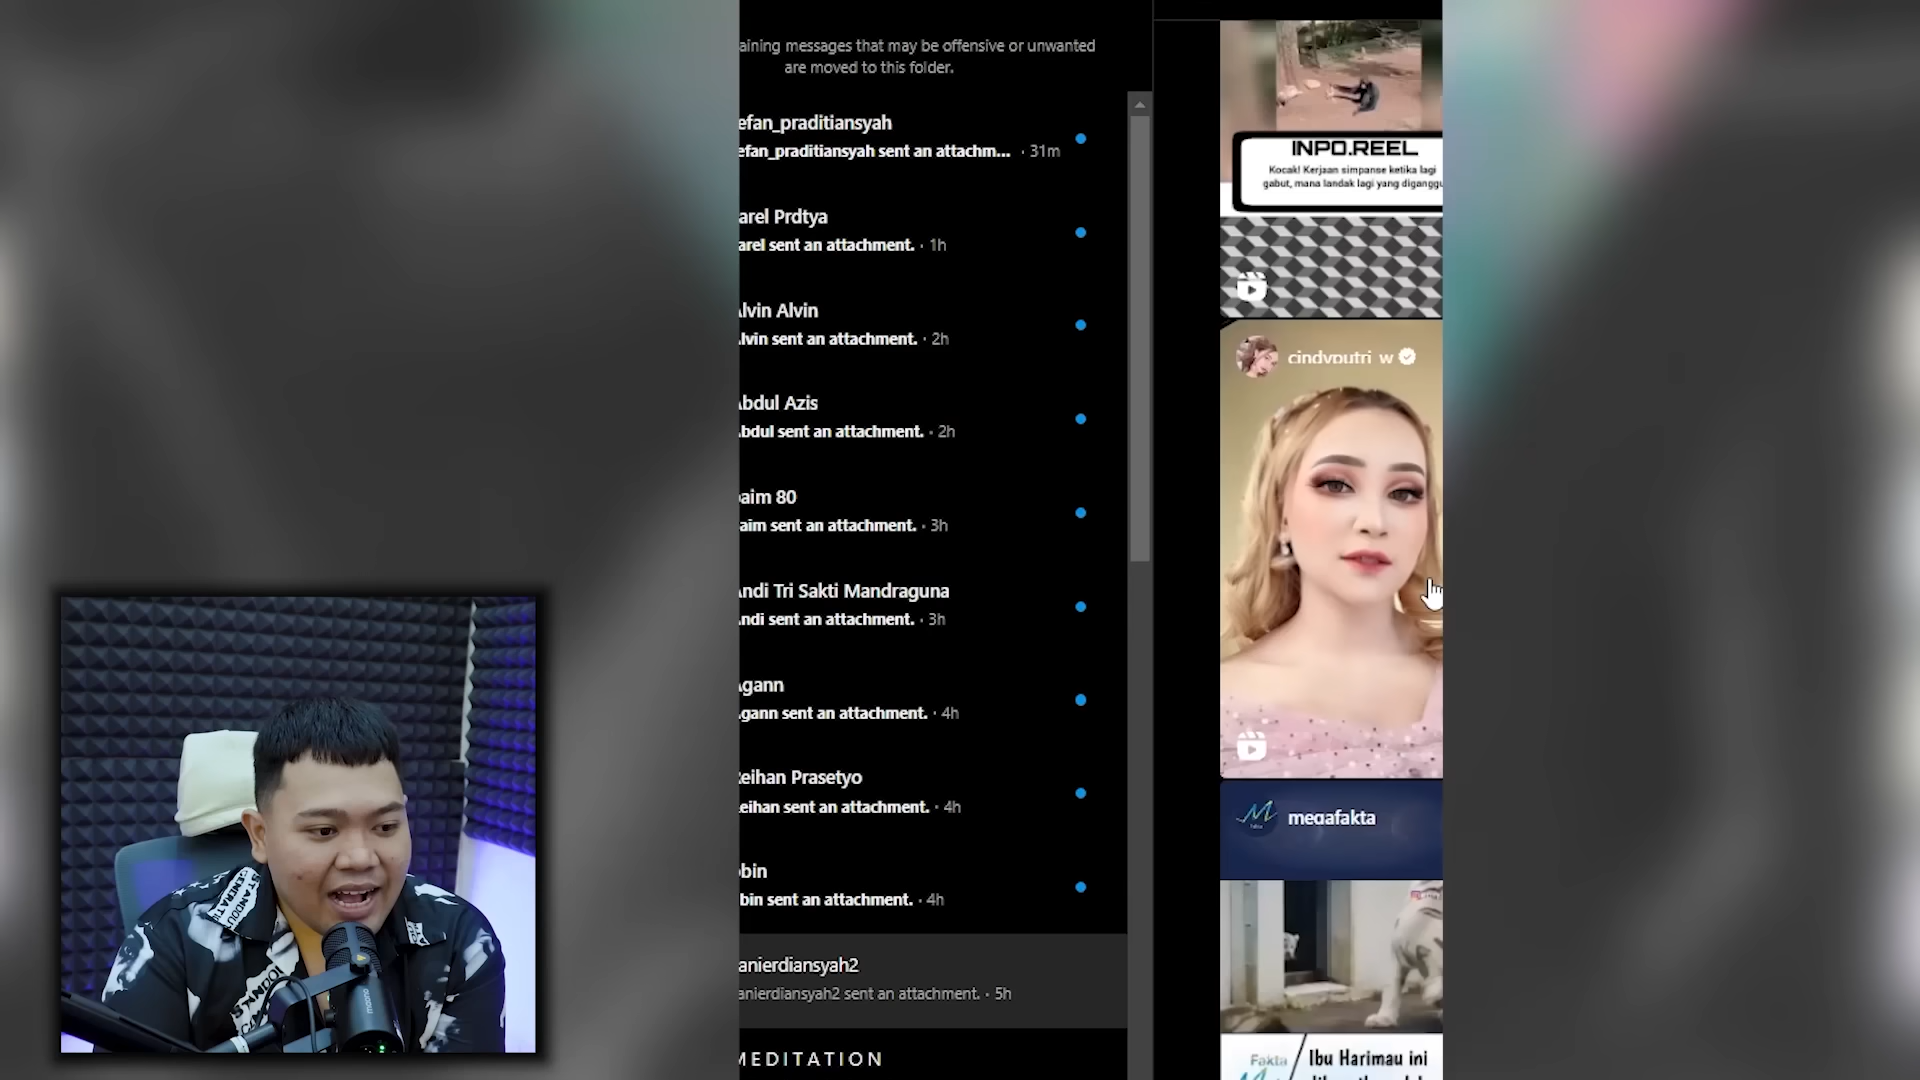 aining messages that may be offensive or unwanted
are moved to this folder.
efan_praditiansyah
efan_praditiansyah sent an attachm... · 31m
arel Prdtya
arel sent an attachment. · 1h
lvin Alvin
lvin sent an attachment. · 2h
bdul Azis
bdul sent an attachment. · 2h
aim 80
aim sent an attachment. · 3h
ndi Tri Sakti Mandraguna
ndi sent an attachment. · 3h
gann
gann sent an attachment. · 4h
eihan Prasetyo
eihan sent an attachment. · 4h
bin
bin sent an attachment. · 4h
anierdiansyah2
anierdiansyah2 sent an attachment. · 5h
MEDITATION
INPO.REEL
Kocak! Kerjaan simpanse ketika lagi
gabut, mana landak lagi yang diganggu
cindyputri_w
megafakta
Fakta
Ibu Harimau ini
STANDOU
GENERATI
maono